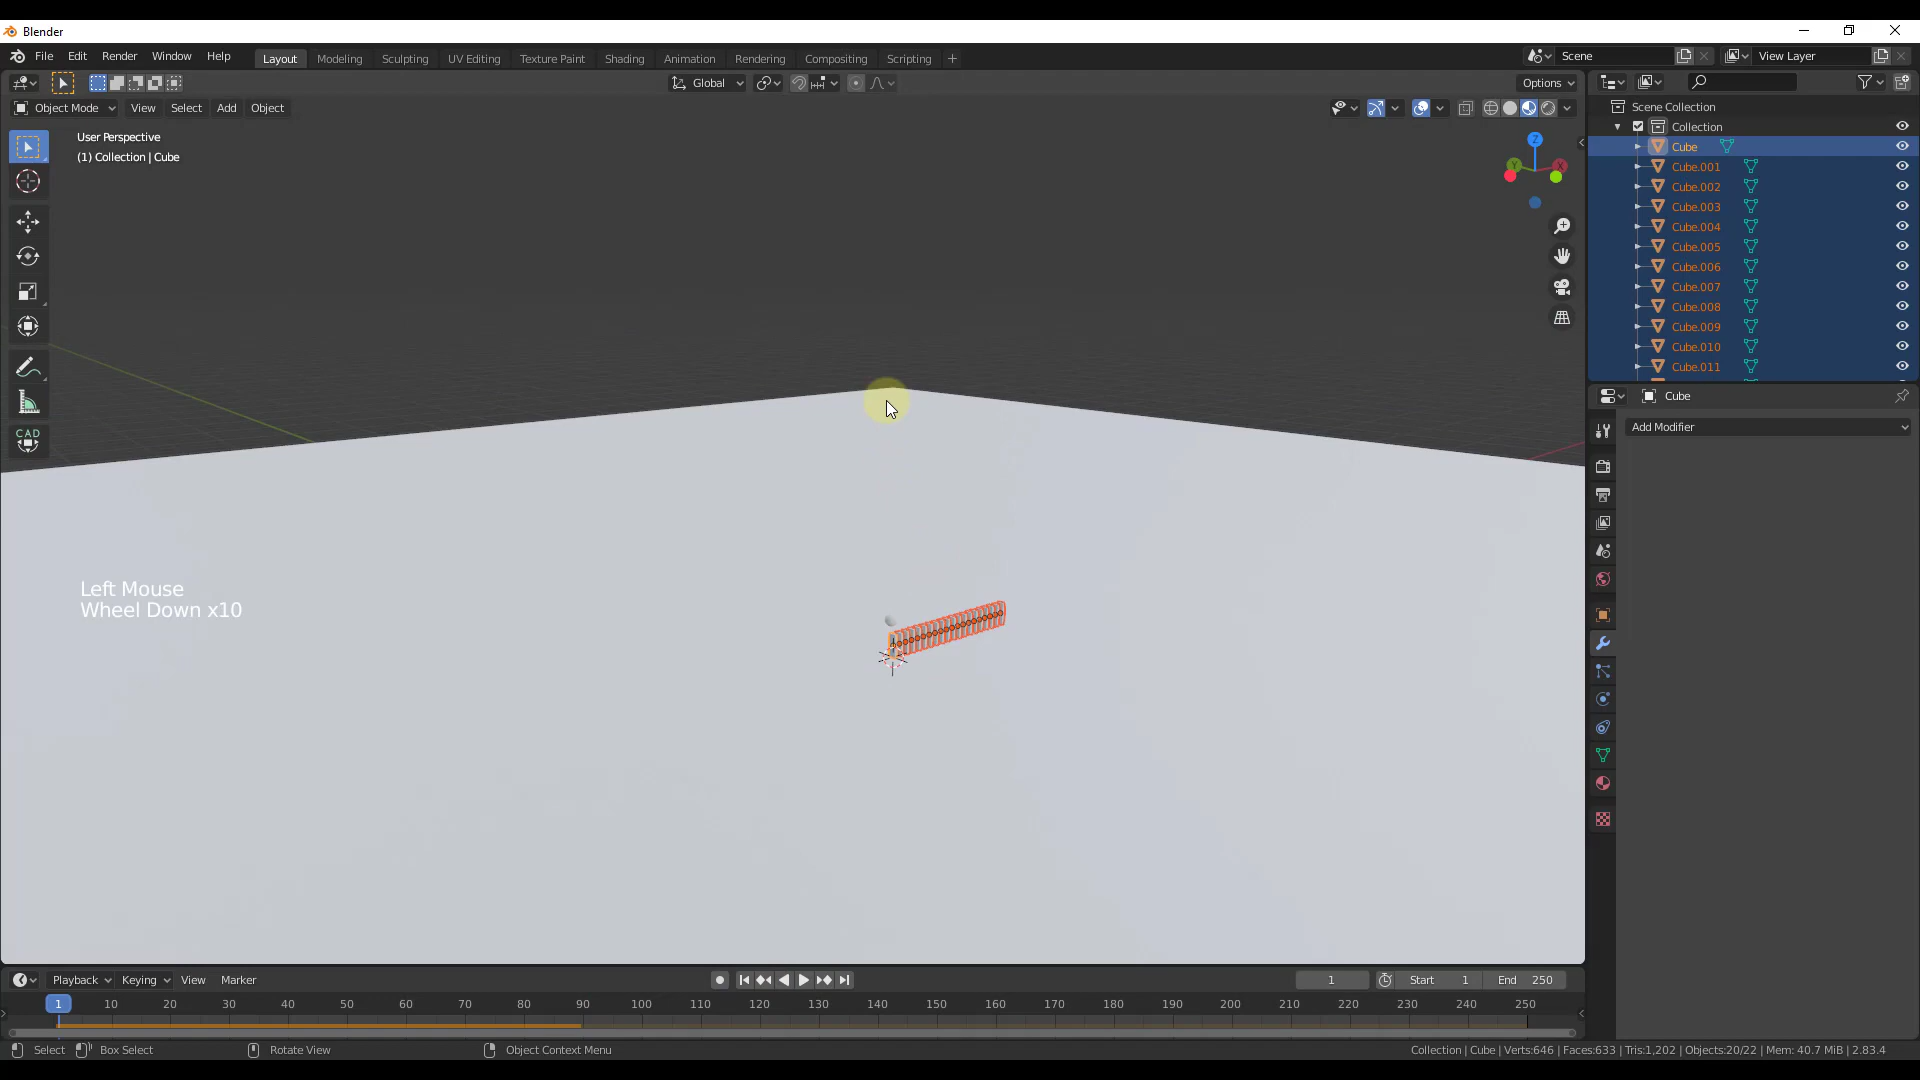 Blender
File Edit Render Window Help Layout Modeling Sculpting UV Editing Texture Paint Shading Animation Rendering Compositing Scripting + Scene View Layer
Global Options
Object Mode View Select Add Object
User Perspective
(1) Collection | Cube
Z
Y
X
CAD
Left Mouse
Wheel Down x10
Scene Collection
Collection
Cube
Cube.001
Cube.002
Cube.003
Cube.004
Cube.005
Cube.006
Cube.007
Cube.008
Cube.009
Cube.010
Cube.011
Cube
Add Modifier
Playback Keying View Marker 1 Start 1 End 250
1 10 20 30 40 50 60 70 80 90 100 110 120 130 140 150 160 170 180 190 200 210 220 230 240 250
Select Box Select Rotate View Object Context Menu Collection | Cube | Verts:646 | Faces:633 | Tris:1,202 | Objects:20/22 | Mem: 40.7 MiB | 2.83.4